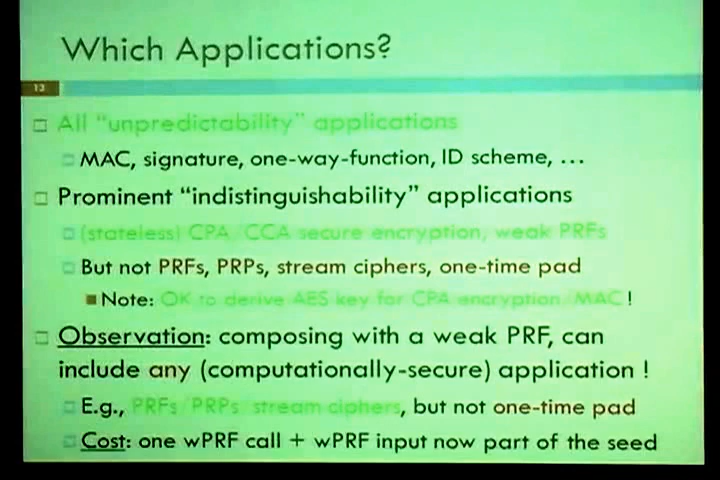 Which Applications?
13
All “unpredictability” applications
MAC, signature, one-way-function, ID scheme, …
Prominent “indistinguishability” applications
(stateless) CPA/CCA secure encryption, weak PRFs
But not PRFs, PRPs, stream ciphers, one-time pad
Note: OK to derive AES key for CPA encryption/MAC !
Observation: composing with a weak PRF, can
include any (computationally-secure) application !
E.g., PRFs/PRPs/stream ciphers, but not one-time pad
Cost: one wPRF call + wPRF input now part of the seed